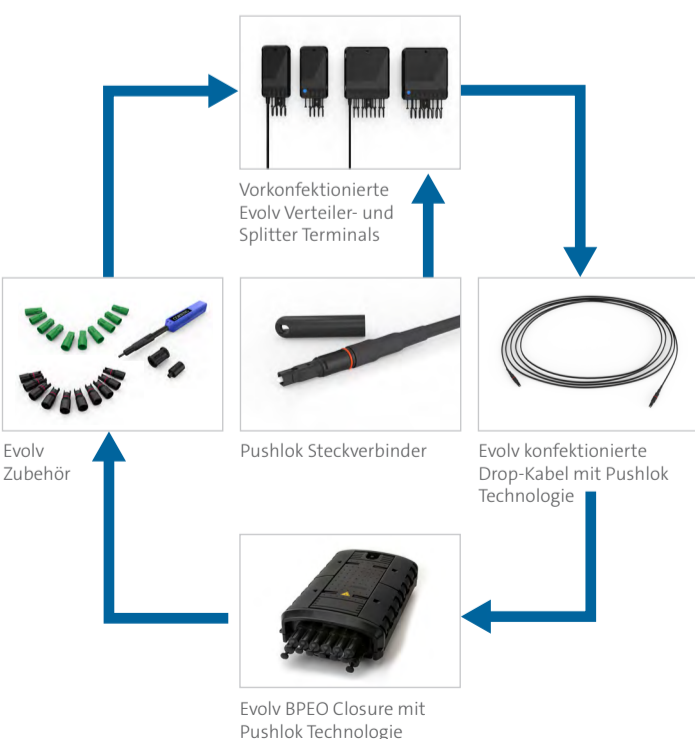 Vorkonfektionierte
Evolv Verteiler- und
Splitter Terminals
Evolv
Zubehör
Pushlok Steckverbinder
Evolv konfektionierte
Drop-Kabel mit Pushlok
Technologie
Evolv BPEO Closure mit
Pushlok Technologie